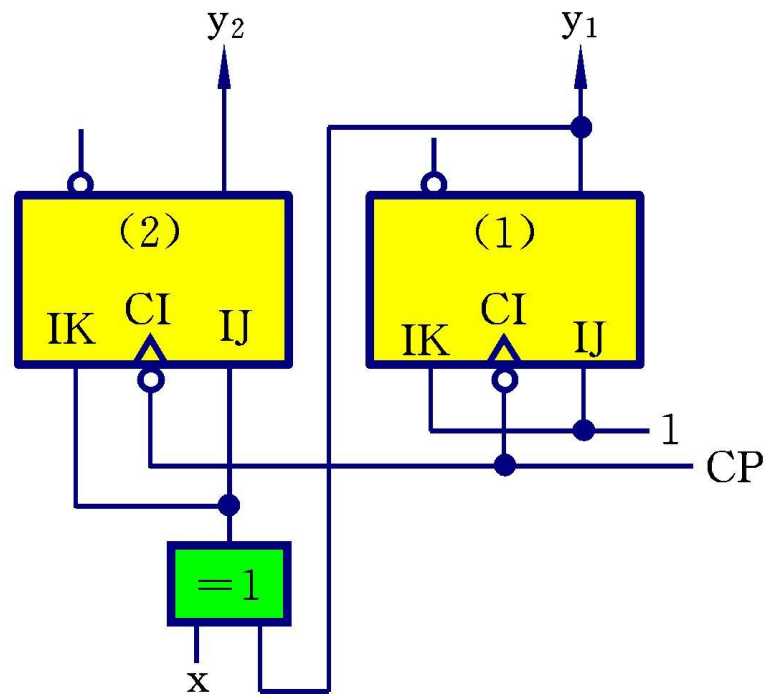 y₂ y₁
(2) (1)
IK CI IJ IK CI IJ
1
CP
=1
x